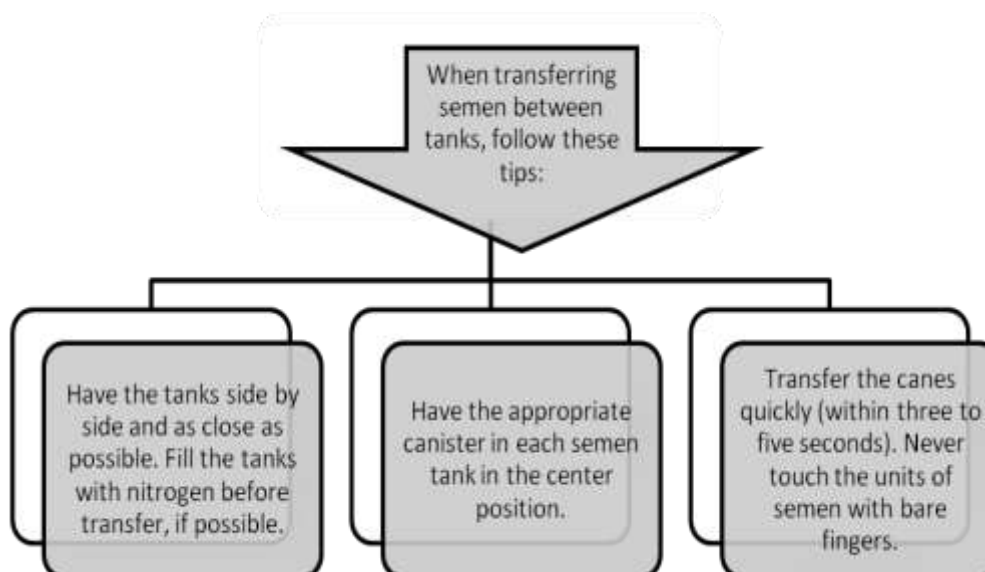 When transferring
semen between
tanks, follow these
tips:
Have the tanks side by
side and as close as
possible. Fill the tanks
with nitrogen before
transfer, if possible.
Have the appropriate
canister in each semen
tank in the center
position.
Transfer the canes
quickly (within three to
five seconds). Never
touch the units of
semen with bare
fingers.